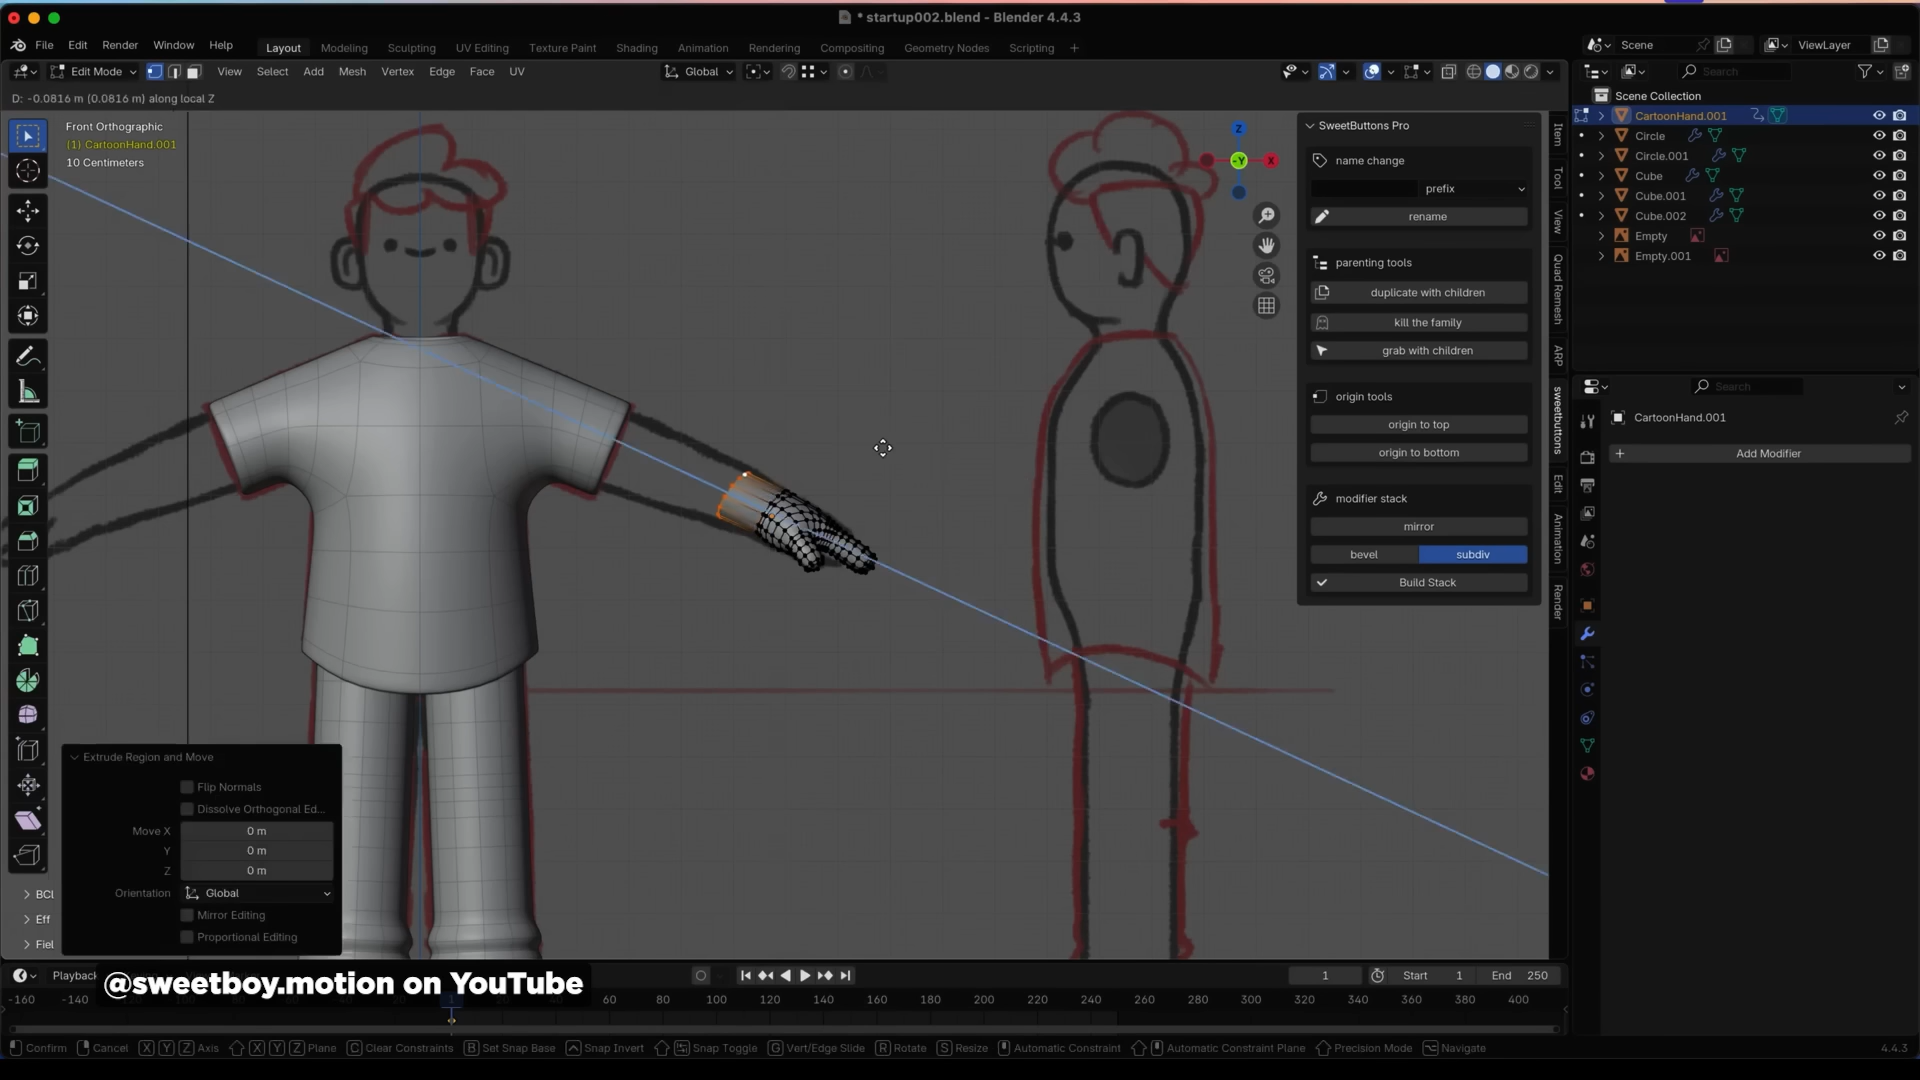 * startup002.blend - Blender 4.4.3
File Edit Render Window Help Layout Modeling Sculpting UV Editing Texture Paint Shading Animation Rendering Compositing Geometry Nodes Scripting +
Scene ViewLayer
Edit Mode View Select Add Mesh Vertex Edge Face UV Global
Search
D: -0.0816 m (0.0816 m) along local Z
Front Orthographic
(1) CartoonHand.001
10 Centimeters
Z
-Y
X
SweetButtons Pro
name change
prefix
rename
parenting tools
duplicate with children
kill the family
grab with children
origin tools
origin to top
origin to bottom
modifier stack
mirror
bevel subdiv
Build Stack
Item
Tool
View
Quad Remesh
ARP
sweetbuttons
Edit
Animation
Render
Scene Collection
CartoonHand.001
Circle
Circle.001
Cube
Cube.001
Cube.002
Empty
Empty.001
Search
CartoonHand.001
+ Add Modifier
Extrude Region and Move
Flip Normals
Dissolve Orthogonal Ed...
Move X 0 m
Y 0 m
Z 0 m
Orientation Global
Mirror Editing
Proportional Editing
BCI
Eff
Fiel
Playback
@sweetboy.motion on YouTube
1 Start 1 End 250
-160 -140 1 60 80 100 120 140 160 180 200 220 240 260 280 300 320 340 360 380 400
Confirm Cancel X Y Z Axis X Y Z Plane C Clear Constraints B Set Snap Base Snap Invert Snap Toggle G Vert/Edge Slide R Rotate S Resize Automatic Constraint Automatic Constraint Plane Precision Mode Navigate
4.4.3